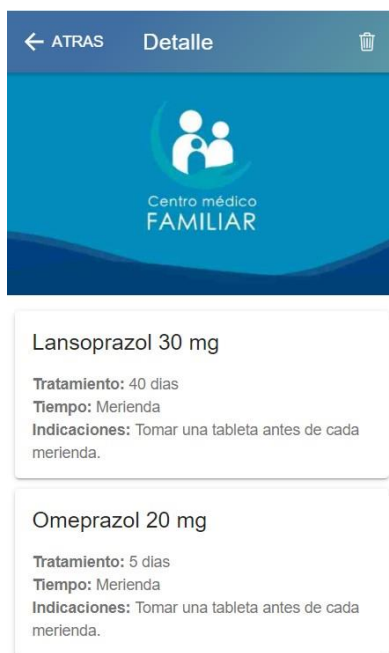 ← ATRAS Detalle
Centro médico
FAMILIAR
Lansoprazol 30 mg
Tratamiento: 40 dias
Tiempo: Merienda
Indicaciones: Tomar una tableta antes de cada
merienda.
Omeprazol 20 mg
Tratamiento: 5 dias
Tiempo: Merienda
Indicaciones: Tomar una tableta antes de cada
merienda.